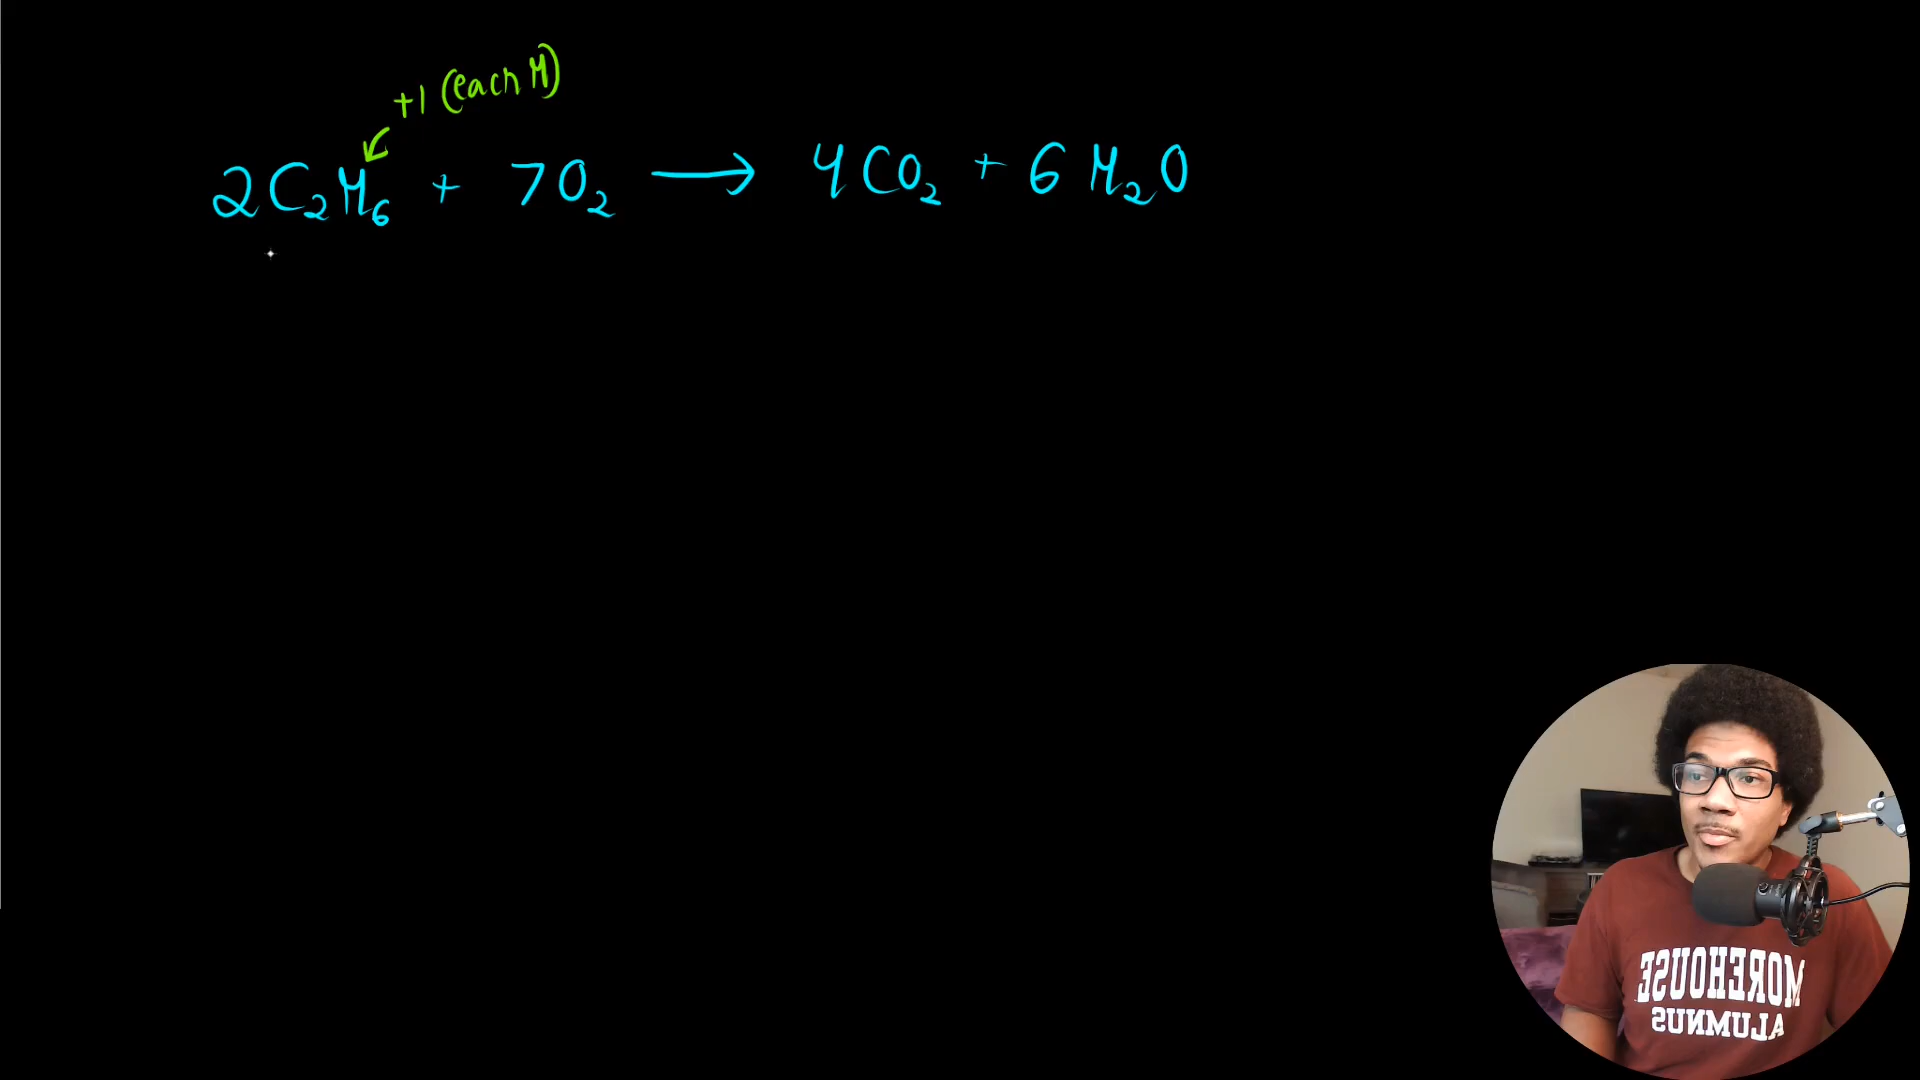 +1 (each H)
2C₂H₆ + 7O₂ ⟶ 4CO₂ + 6H₂O
MOREHOUSE
ALUMNUS